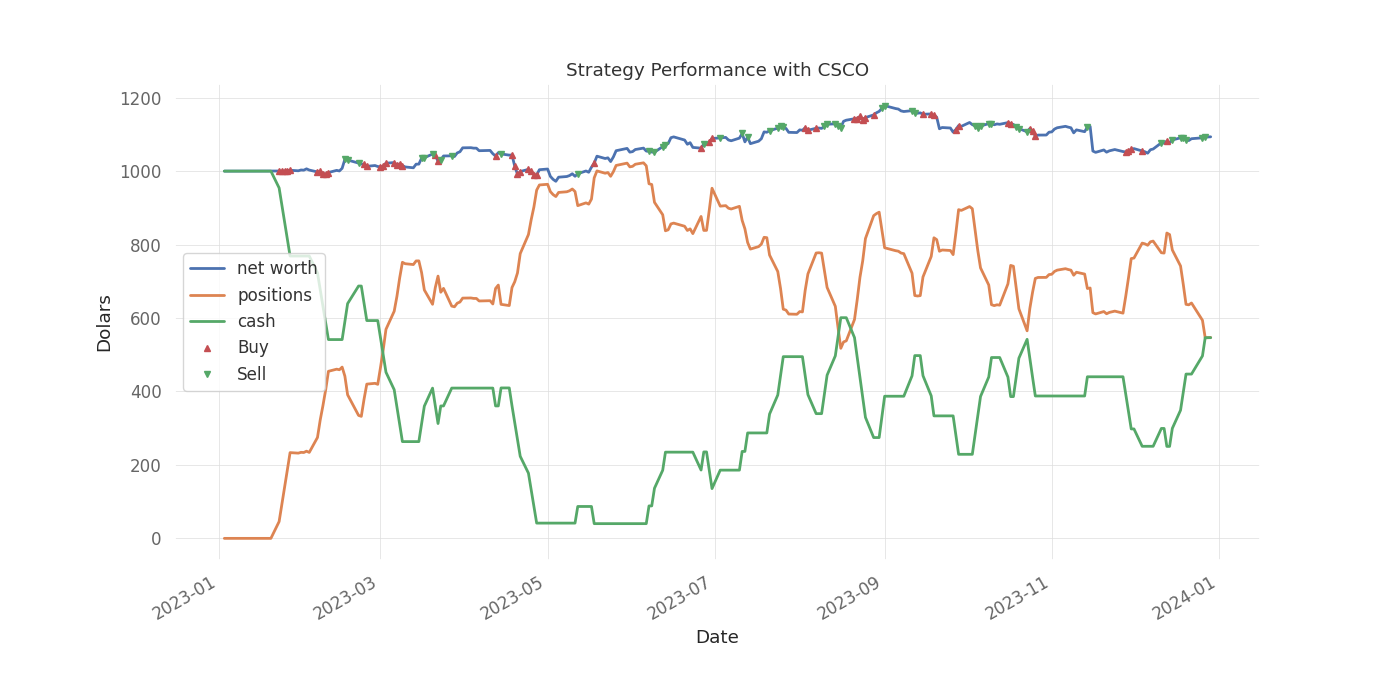 Strategy Performance with CSCO
1200
1000
800
600
400
200
0
Dolars
net worth
positions
cash
Buy
Sell
2023-01
2023-03
2023-05
2023-07
2023-09
2023-11
2024-01
Date